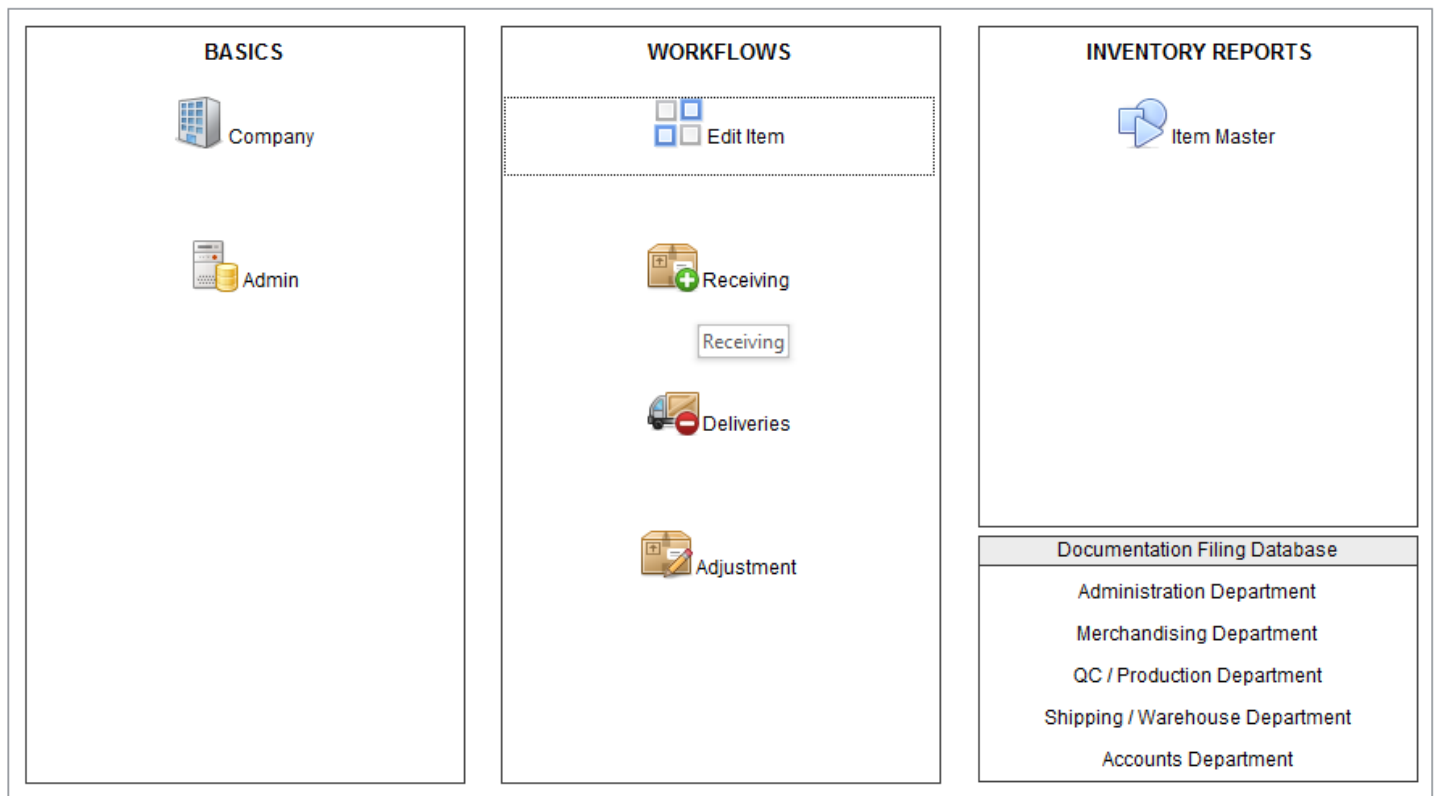 BASICS
Company
Admin
WORKFLOWS
Edit Item
Receiving
Receiving
Deliveries
Adjustment
INVENTORY REPORTS
Item Master
Documentation Filing Database
Administration Department
Merchandising Department
QC / Production Department
Shipping / Warehouse Department
Accounts Department